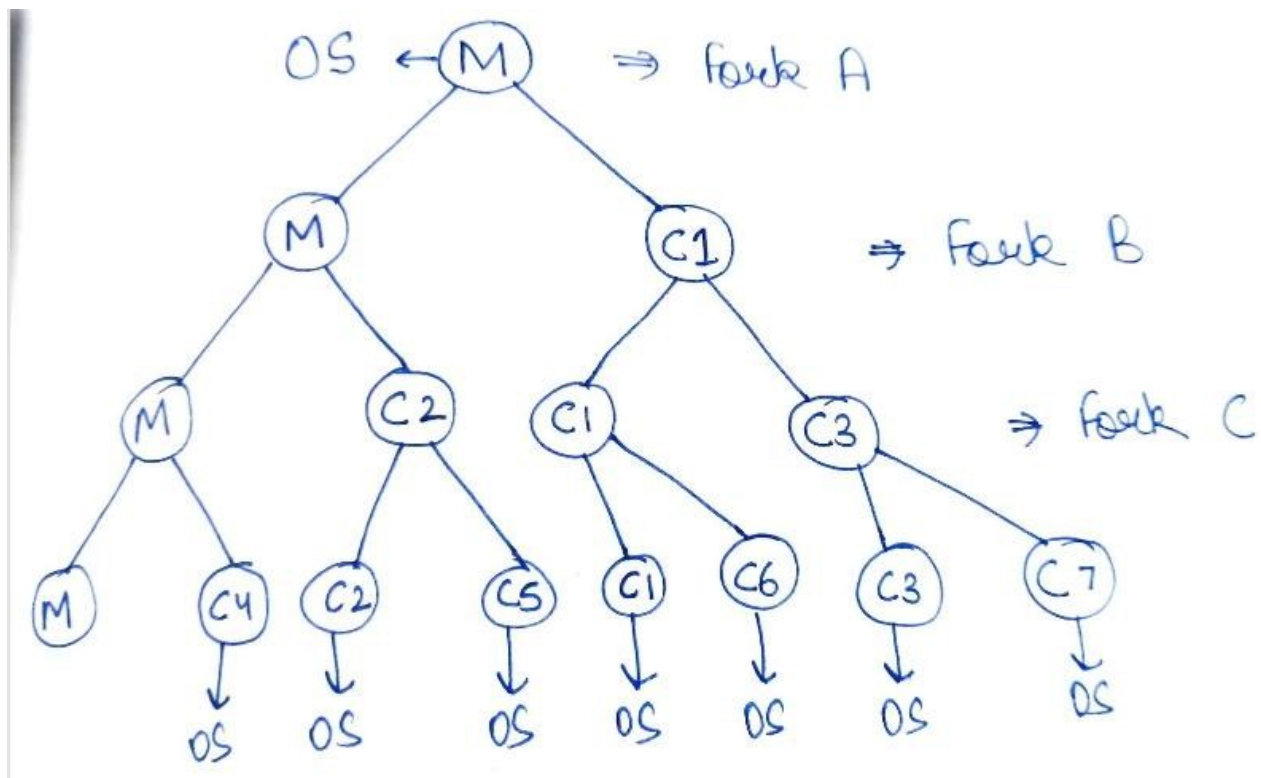 OS ← M ⇒ Fork A
M C1 ⇒ Fork B
M C2 C1 C3 ⇒ Fork C
M C4 C2 C5 C1 C6 C3 C7
OS OS OS OS OS OS OS